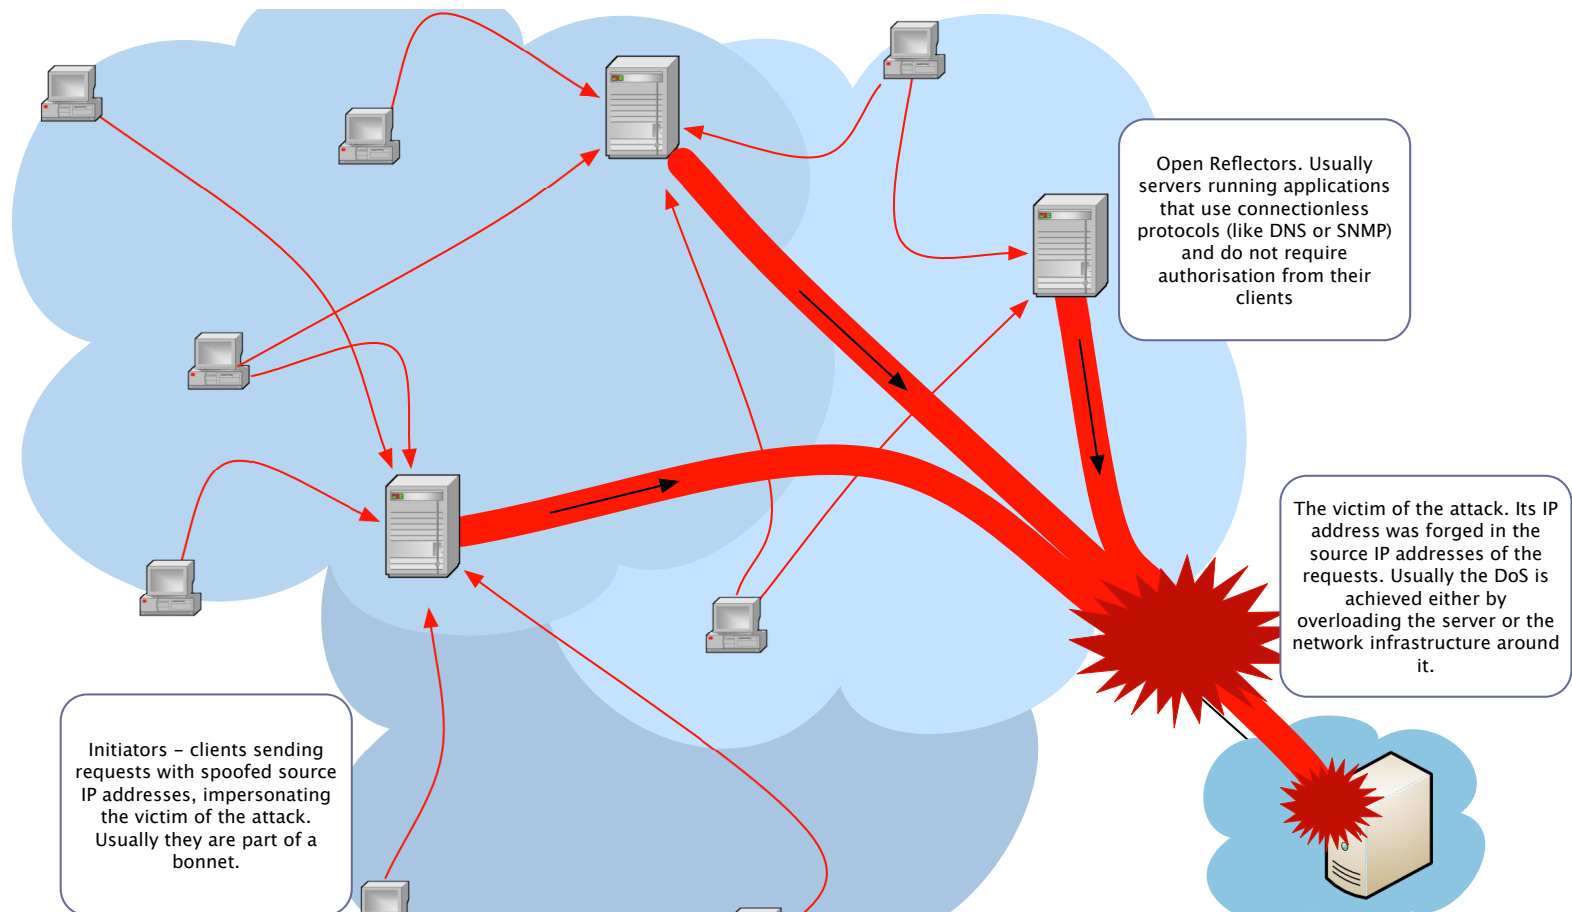 Open Reflectors. Usually
servers running applications
that use connectionless
protocols (like DNS or SNMP)
and do not require
authorisation from their
clients
The victim of the attack. Its IP
address was forged in the
source IP addresses of the
requests. Usually the DoS is
achieved either by
overloading the server or the
network infrastructure around
it.
Initiators – clients sending
requests with spoofed source
IP addresses, impersonating
the victim of the attack.
Usually they are part of a
bonnet.